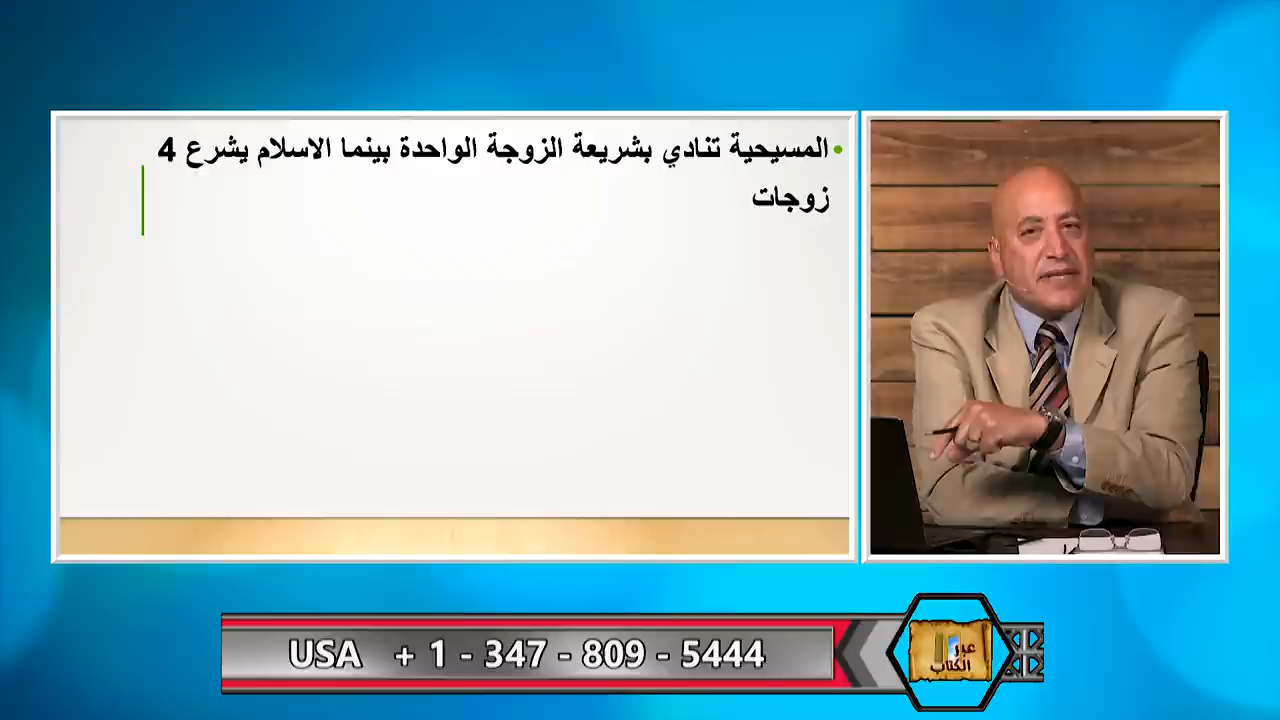 • المسيحية تنادي بشريعة الزوجة الواحدة بينما الاسلام يشرع 4
زوجات
USA + 1 - 347 - 809 - 5444
عبر
الكتاب